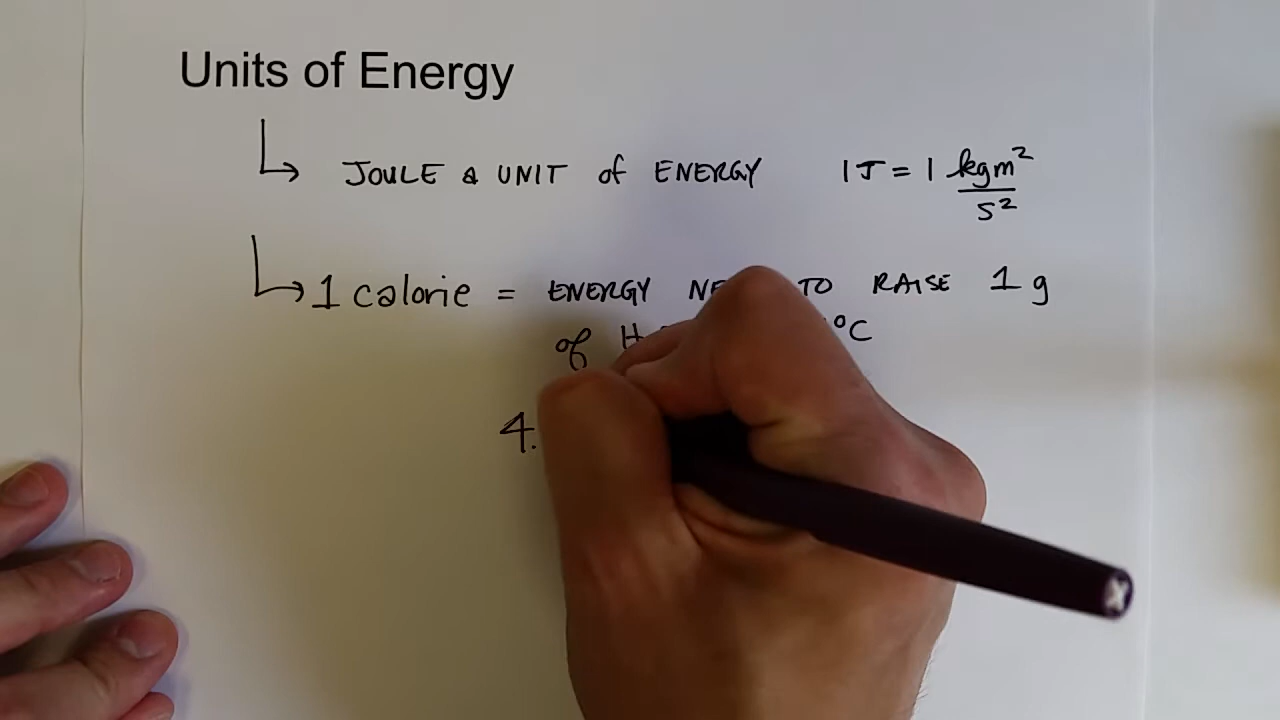 Units of Energy
↳ JOULE a UNIT of ENERGY 1J = 1 kgm²/s²
↳ 1 calorie = ENERGY TO RAISE 1 g
of °C
4.